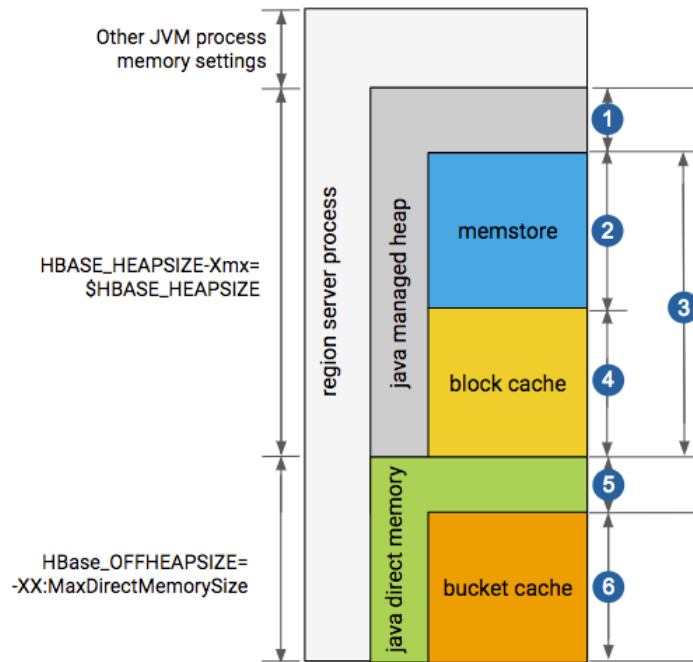 Other JVM process
memory settings
1
memstore
2
HBASE_HEAPSIZE-Xmx=
$HBASE_HEAPSIZE
region server process
java managed heap
3
block cache
4
5
HBase_OFFHEAPSIZE=
-XX:MaxDirectMemorySize
java direct memory
bucket cache
6